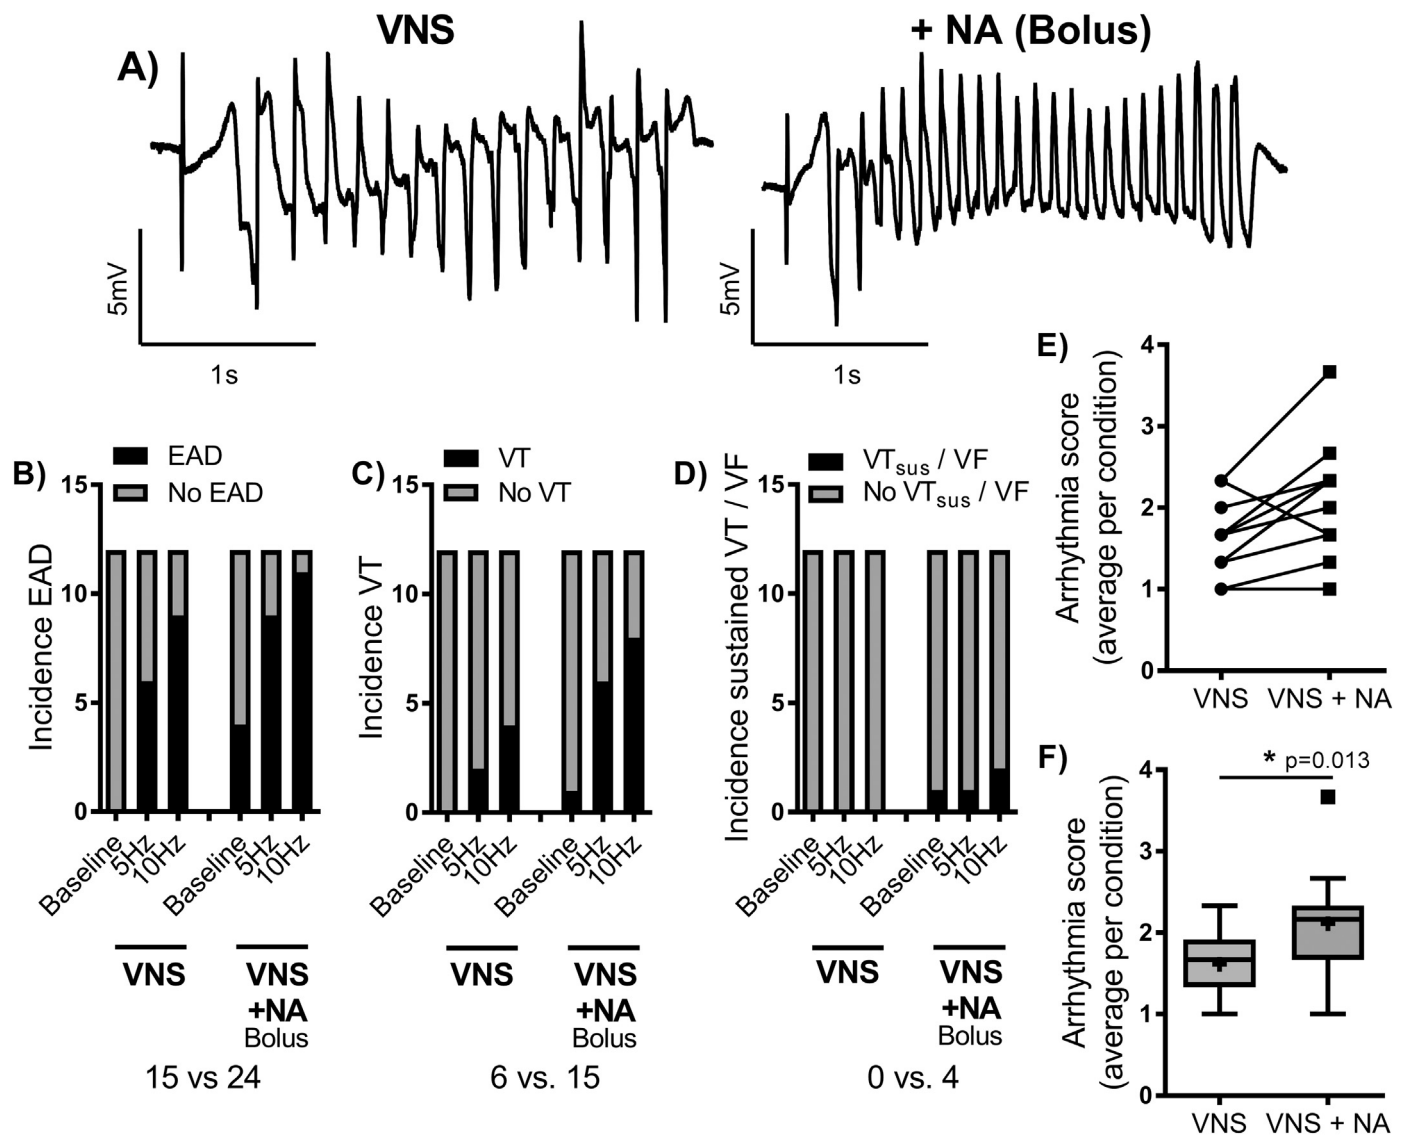 VNS
+ NA (Bolus)
A)
5mV
1s
5mV
1s
B)
EAD
No EAD
Incidence EAD
15
10
5
0
Baseline
5Hz
10Hz
Baseline
5Hz
10Hz
VNS
VNS
+NA
Bolus
15 vs 24
C)
VT
No VT
Incidence VT
15
10
5
0
Baseline
5Hz
10Hz
Baseline
5Hz
10Hz
VNS
VNS
+NA
Bolus
6 vs. 15
D)
VTsus / VF
No VTsus / VF
Incidence sustained VT / VF
15
10
5
0
Baseline
5Hz
10Hz
Baseline
5Hz
10Hz
VNS
VNS
+NA
Bolus
0 vs. 4
E)
Arrhythmia score
(average per condition)
4
3
2
1
0
VNS
VNS + NA
F)
* p=0.013
Arrhythmia score
(average per condition)
4
3
2
1
0
VNS
VNS + NA